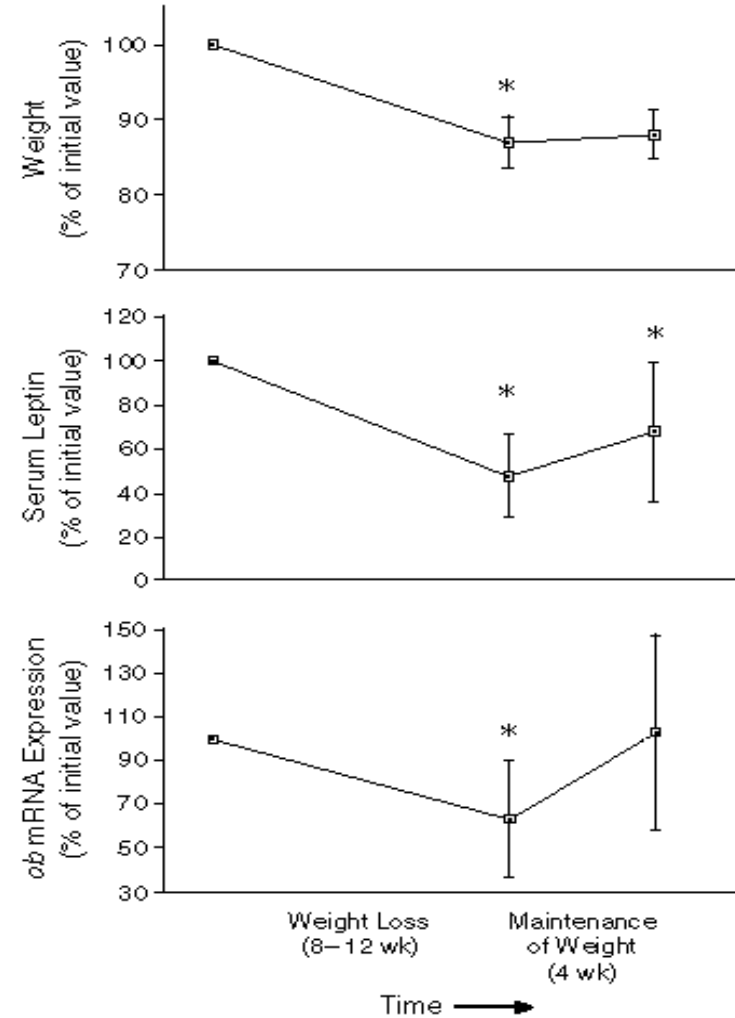 Weight
(% of initial value)
100
90
80
70
*
Serum Leptin
(% of initial value)
120
100
80
60
40
20
0
*
*
ob mRNA Expression
(% of initial value)
150
130
110
90
70
50
30
*
Weight Loss
(8–12 wk)
Maintenance
of Weight
(4 wk)
Time